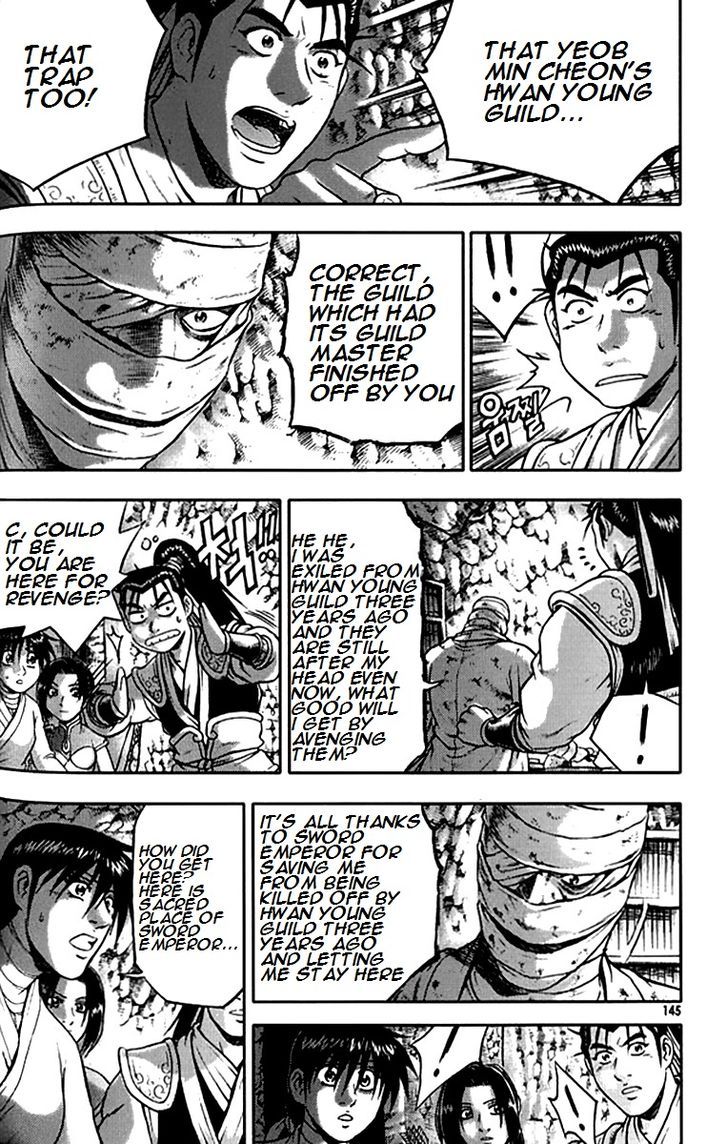 THAT
TRAP
TOO!
THAT YEOB
MIN CHEON'S
HWAN YOUNG
GUILD...
CORRECT,
THE GUILD
WHICH HAD
ITS GUILD
MASTER
FINISHED
OFF BY YOU
!!
움찔
C, COULD
IT BE,
YOU ARE
HERE FOR
REVENGE?
척
HE HE,
I WAS
EXILED FROM
HWAN YOUNG
GUILD THREE
YEARS AGO
AND THEY
ARE STILL
AFTER MY
HEAD EVEN
NOW, WHAT
GOOD WILL
I GET BY
AVENGING
THEM?
!
HOW DID
YOU GET
HERE?
HERE IS
SACRED
PLACE OF
SWORD
EMPEROR...
IT'S ALL THANKS
TO SWORD
EMPEROR FOR
SAVING ME
FROM BEING
KILLED OFF BY
HWAN YOUNG
GUILD THREE
YEARS AGO
AND LETTING
ME STAY HERE
145
!
!